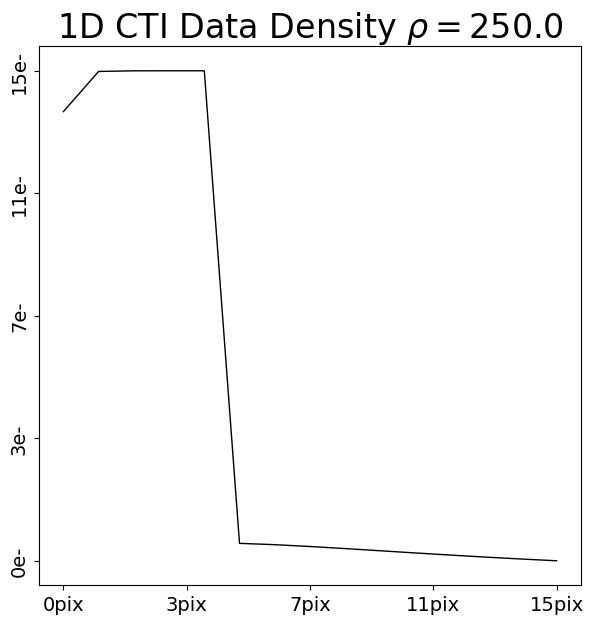 1D CTI Data Density ρ = 250.0
15e-
11e-
7e-
3e-
0e-
0pix 3pix 7pix 11pix 15pix